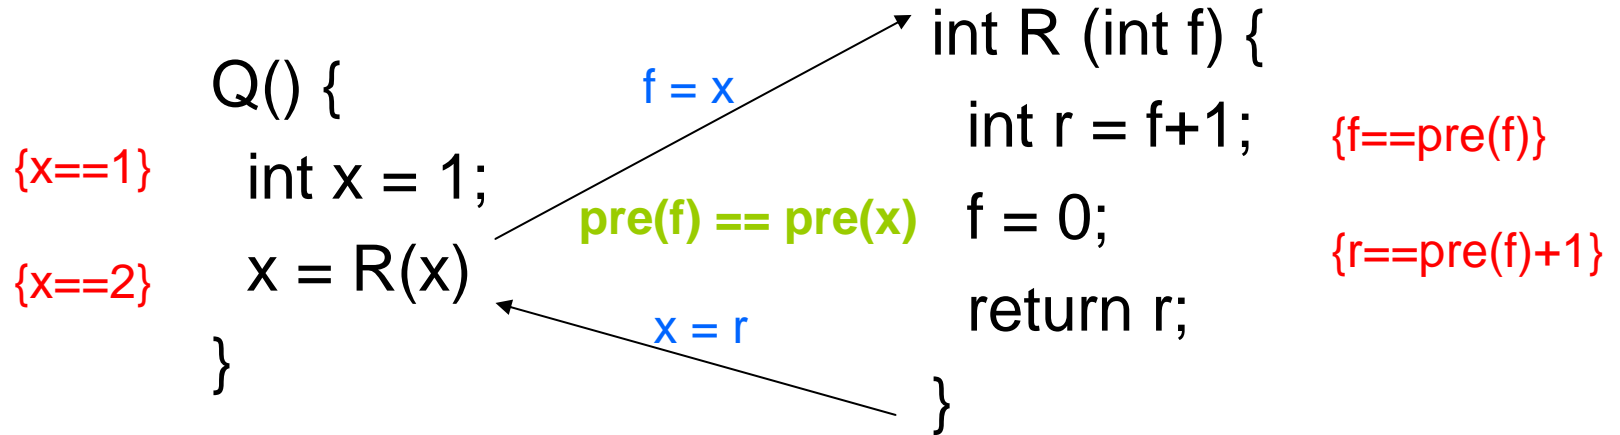 Q() {
{x==1}
int x = 1;
{x==2}
x = R(x)
}
f = x
pre(f) == pre(x)
x = r
int R (int f) {
int r = f+1;
{f==pre(f)}
f = 0;
{r==pre(f)+1}
return r;
}